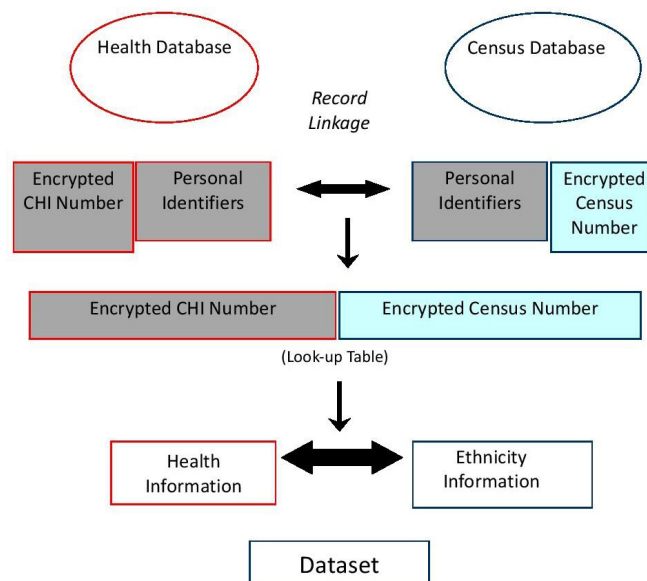 Health Database
Census Database
Record
Linkage
Encrypted
CHI Number
Personal
Identifiers
Personal
Identifiers
Encrypted
Census
Number
Encrypted CHI Number
Encrypted Census Number
(Look-up Table)
Health
Information
Ethnicity
Information
Dataset